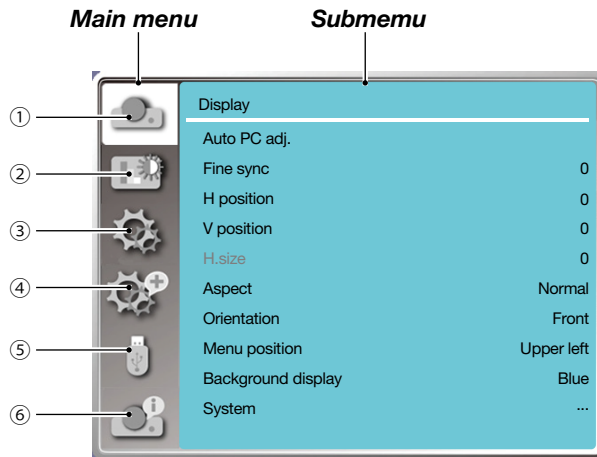 Main menu Submemu
① Display
Auto PC adj.
② Fine sync 0
H position 0
③ V position 0
H.size 0
④ Aspect Normal
Orientation Front
⑤ Menu position Upper left
Background display Blue
⑥ System ...